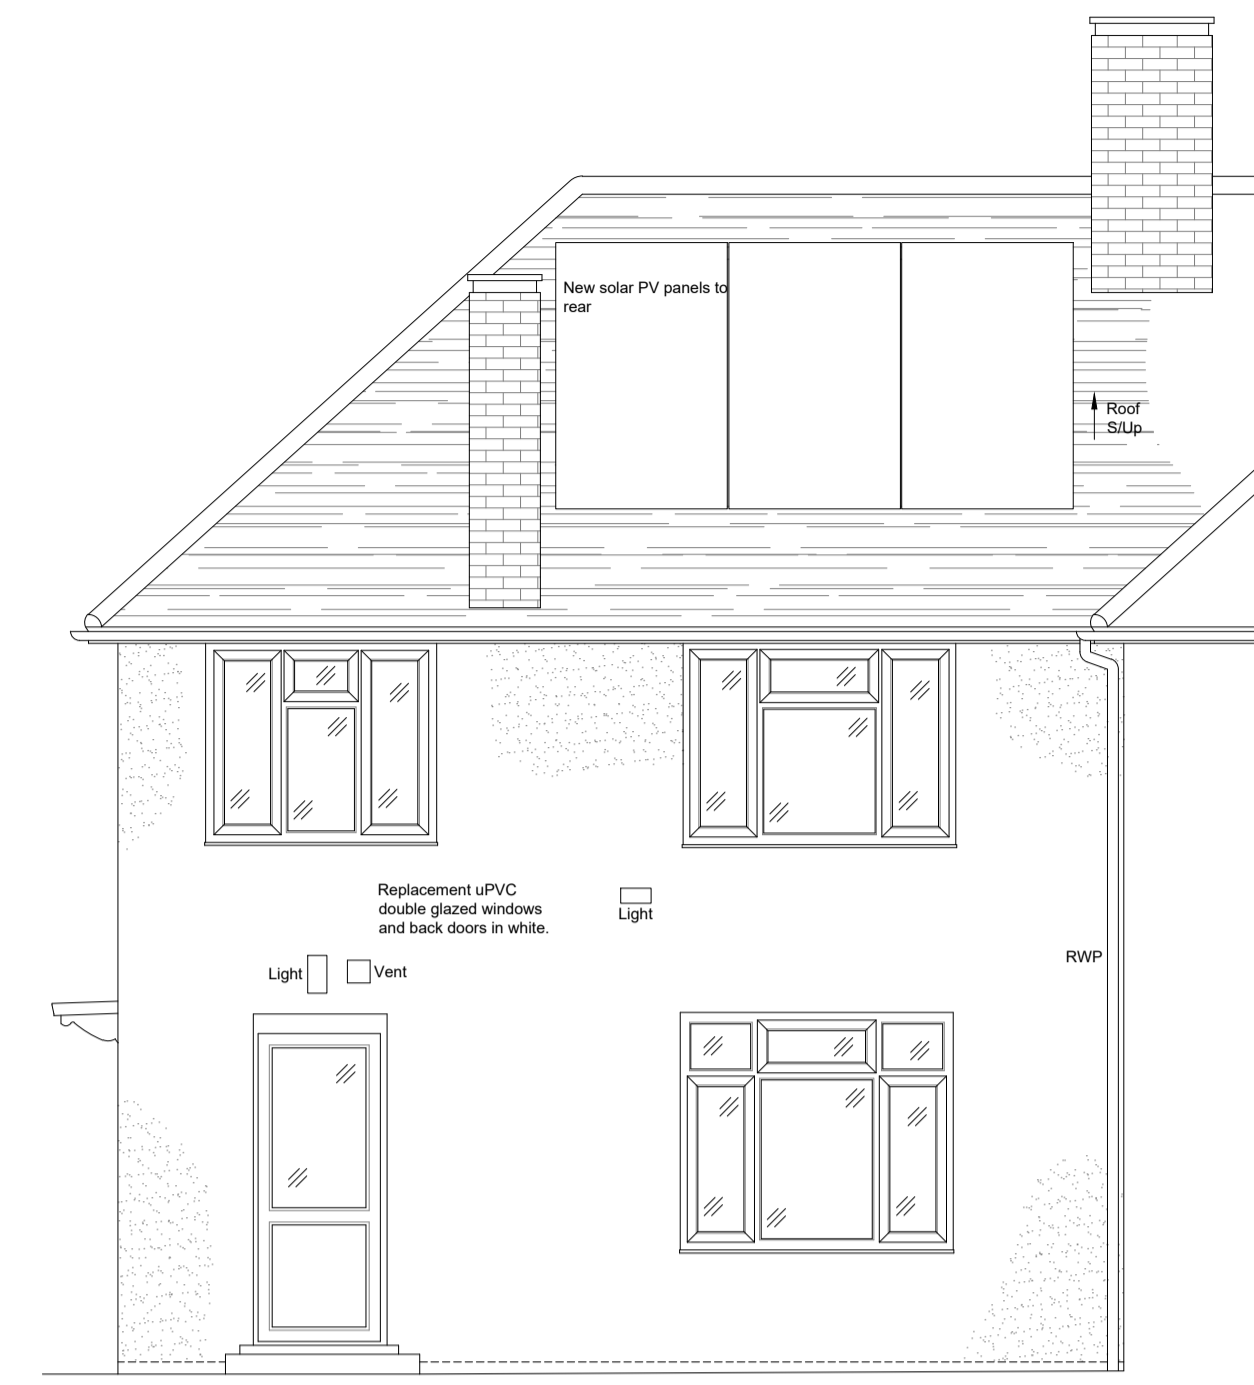 New solar PV panels to
rear
Roof
S/Up
Replacement uPVC
double glazed windows
and back doors in white.
Light
Light
Vent
RWP